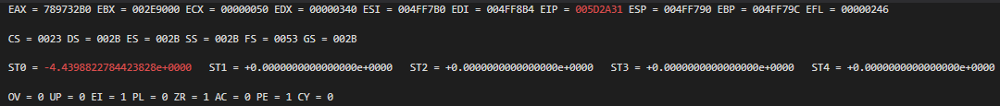 EAX = 789732B0 EBX = 002E9000 ECX = 00000050 EDX = 00000340 ESI = 004FF7B0 EDI = 004FF8B4 EIP = 005D2A31 ESP = 004FF790 EBP = 004FF79C EFL = 00000246
CS = 0023 DS = 002B ES = 002B SS = 002B FS = 0053 GS = 002B
ST0 = -4.4398822784423828e+0000 ST1 = +0.0000000000000000e+0000 ST2 = +0.0000000000000000e+0000 ST3 = +0.0000000000000000e+0000 ST4 = +0.0000000000000000e+0000
OV = 0 UP = 0 EI = 1 PL = 0 ZR = 1 AC = 0 PE = 1 CY = 0